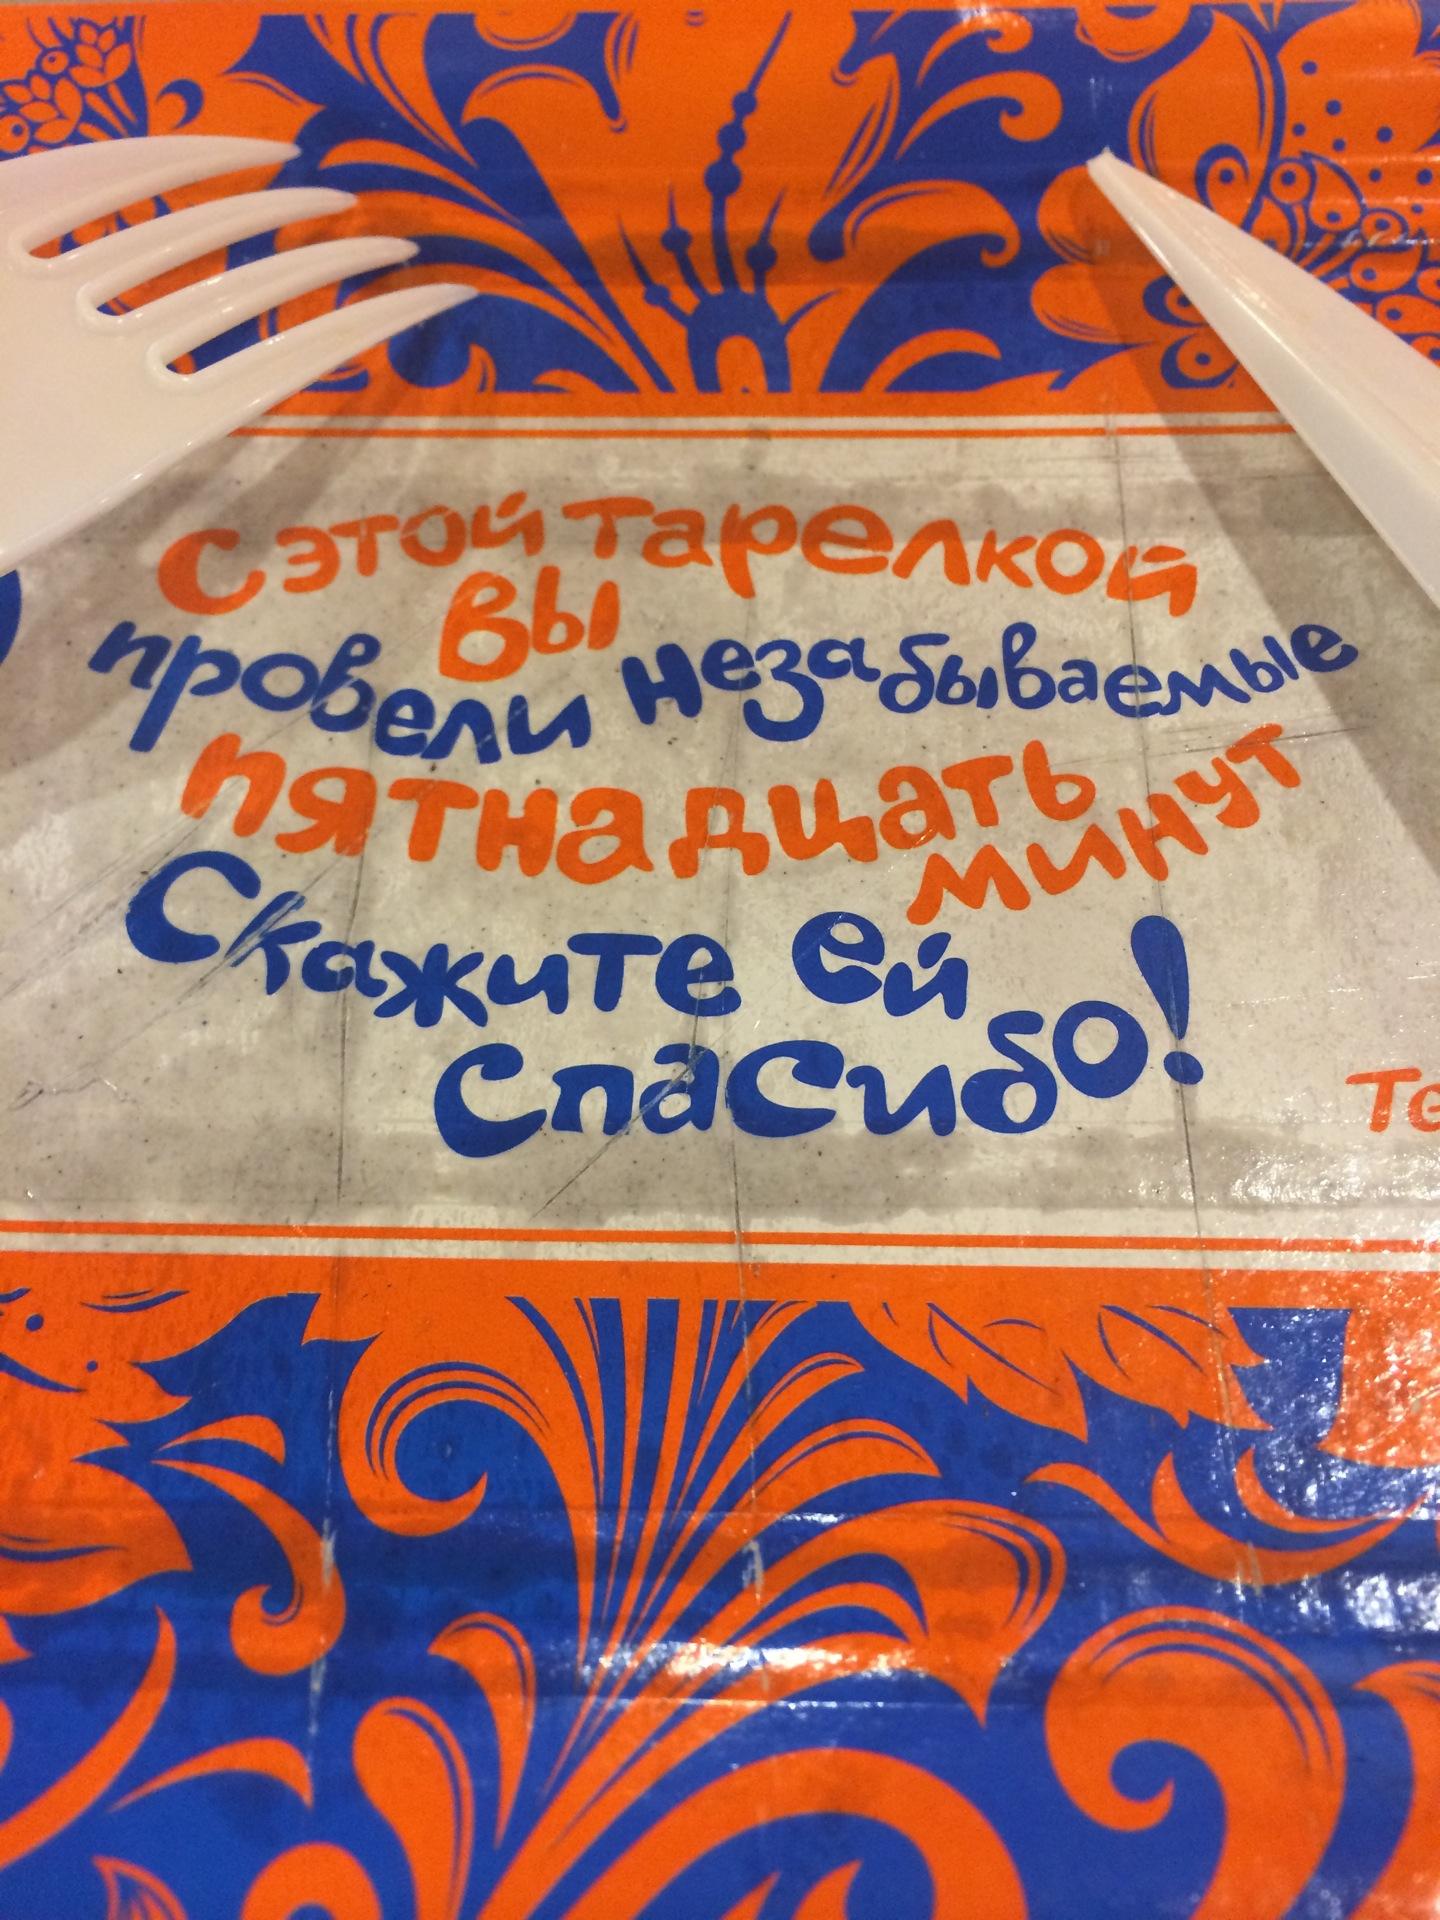 С этой тарелкой
вы
провели незабываемые
пятнадцать
минут
Скажите ей
спасибо!